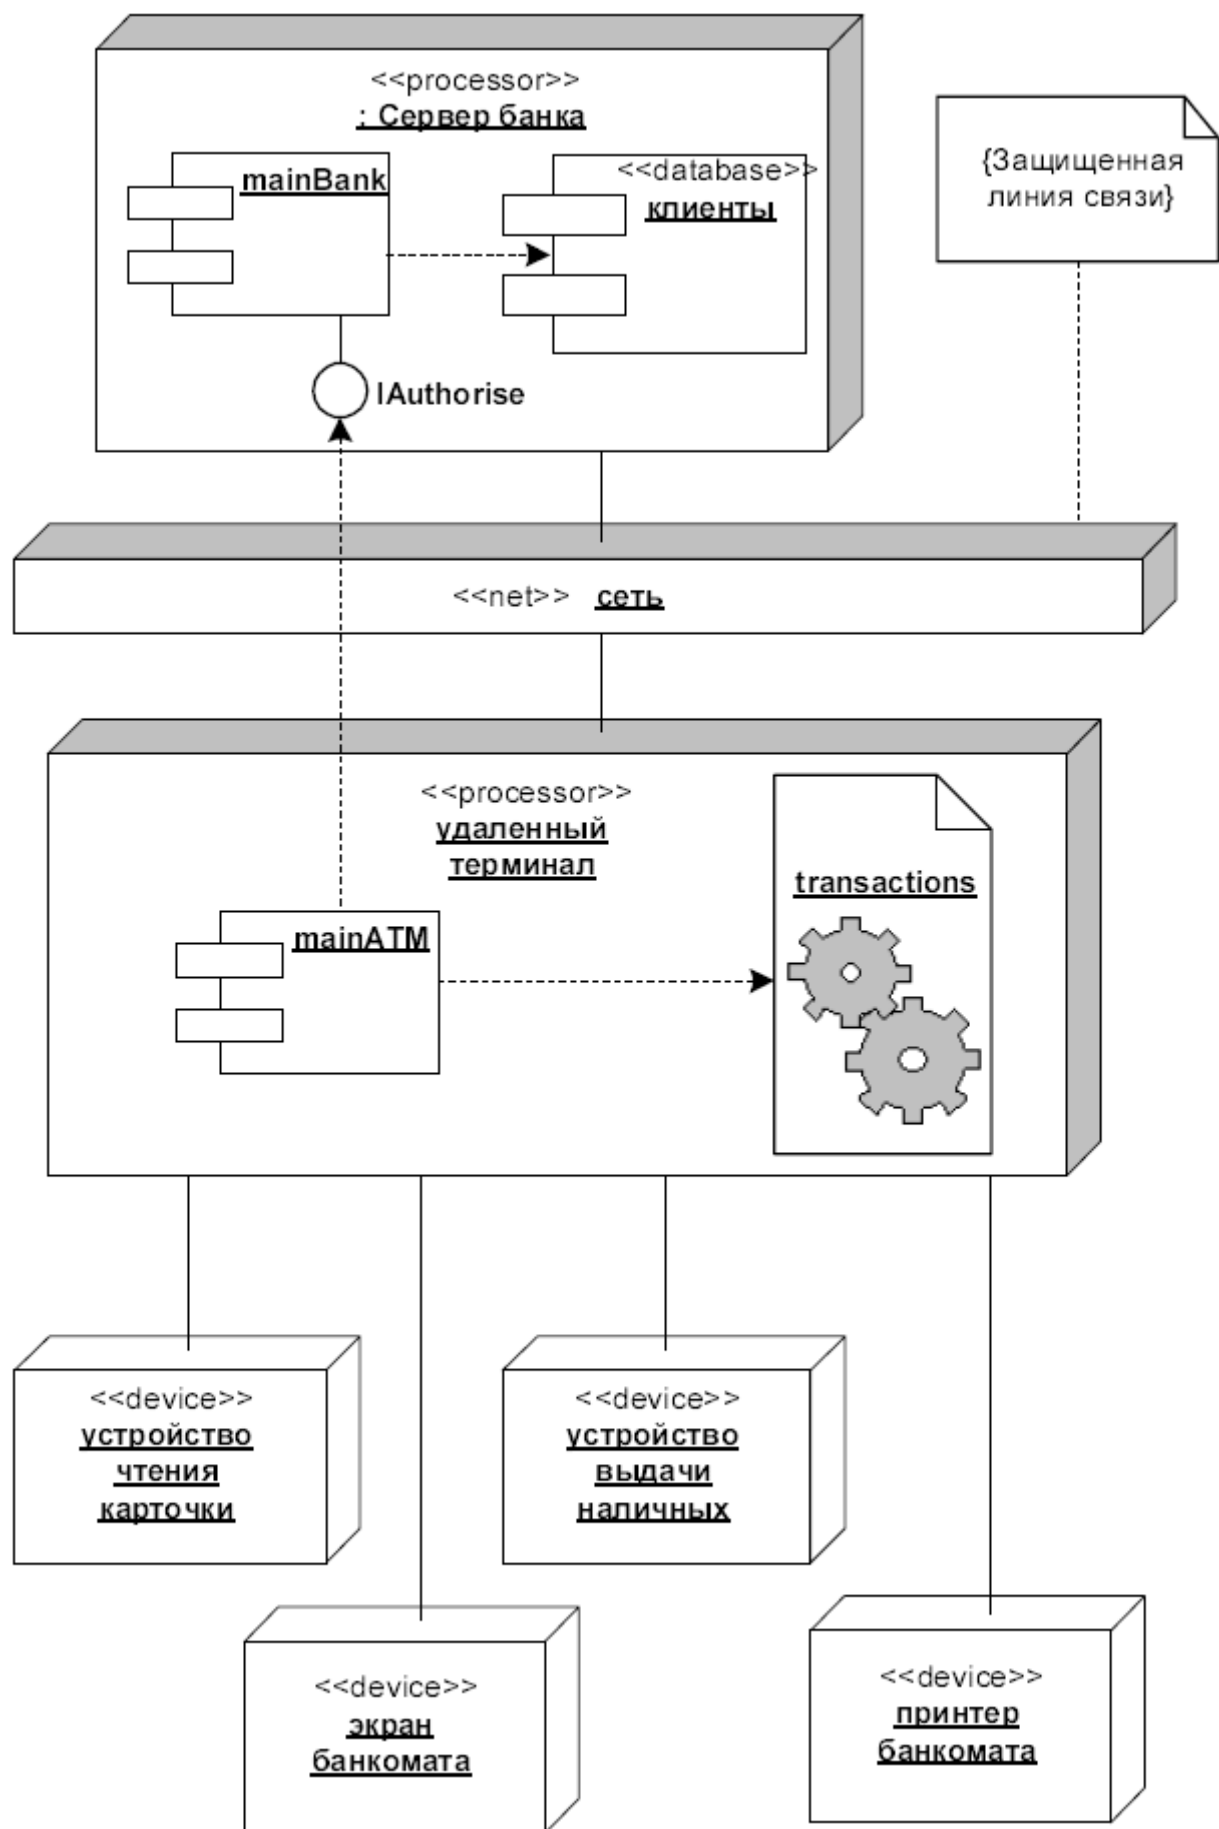 <<processor>>
: Сервер банка
mainBank
<<database>>
клиенты
IAuthorise
{Защищенная
линия связи}
<<net>> сеть
<<processor>>
удаленный
терминал
mainATM
transactions
<<device>>
устройство
чтения
карточки
<<device>>
устройство
выдачи
наличных
<<device>>
экран
банкомата
<<device>>
принтер
банкомата